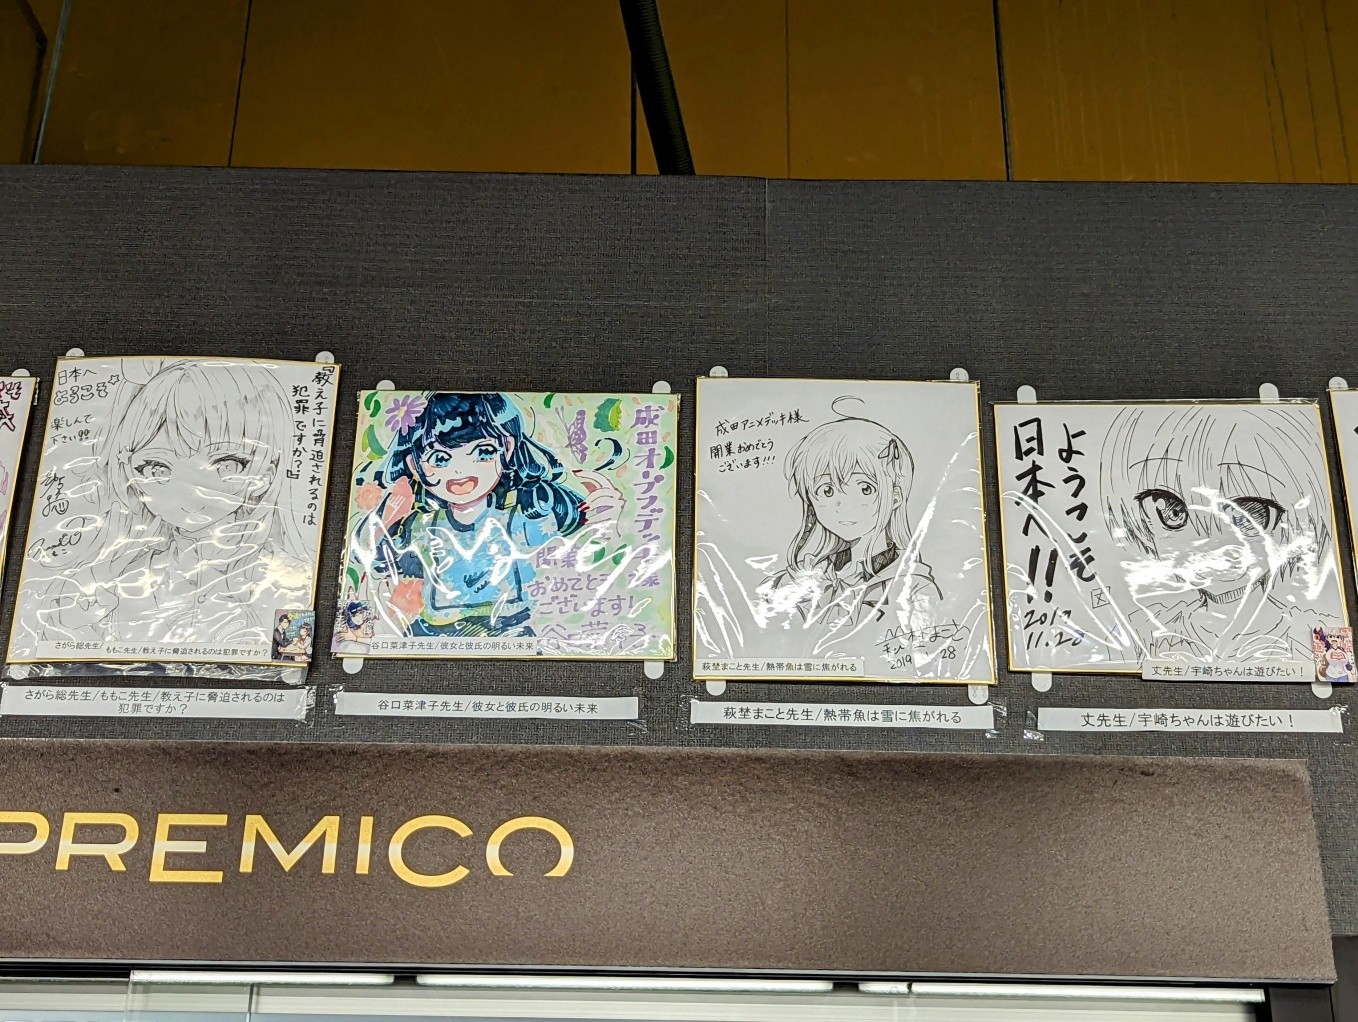 日本へ
ようこそ
楽しんで
下さい!!
『教え子に脅迫されるのは
犯罪ですか?』
さがら総先生/ももこ先生/教え子に脅迫されるのは犯罪ですか?
さがら総先生/ももこ先生/教え子に脅迫されるのは
犯罪ですか?
成田
開業
おめでとう
ございます!
谷口菜津子先生/彼女と彼氏の明るい未来
谷口菜津子先生/彼女と彼氏の明るい未来
成田アニメデッキ様
開業おめでとう
ございます!!!
2019
28
萩埜まこと先生/熱帯魚は雪に焦がれる
萩埜まこと先生/熱帯魚は雪に焦がれる
ようこそ
日本へ!!
11.20
丈先生/宇崎ちゃんは遊びたい!
丈先生/宇崎ちゃんは遊びたい!
PREMICO